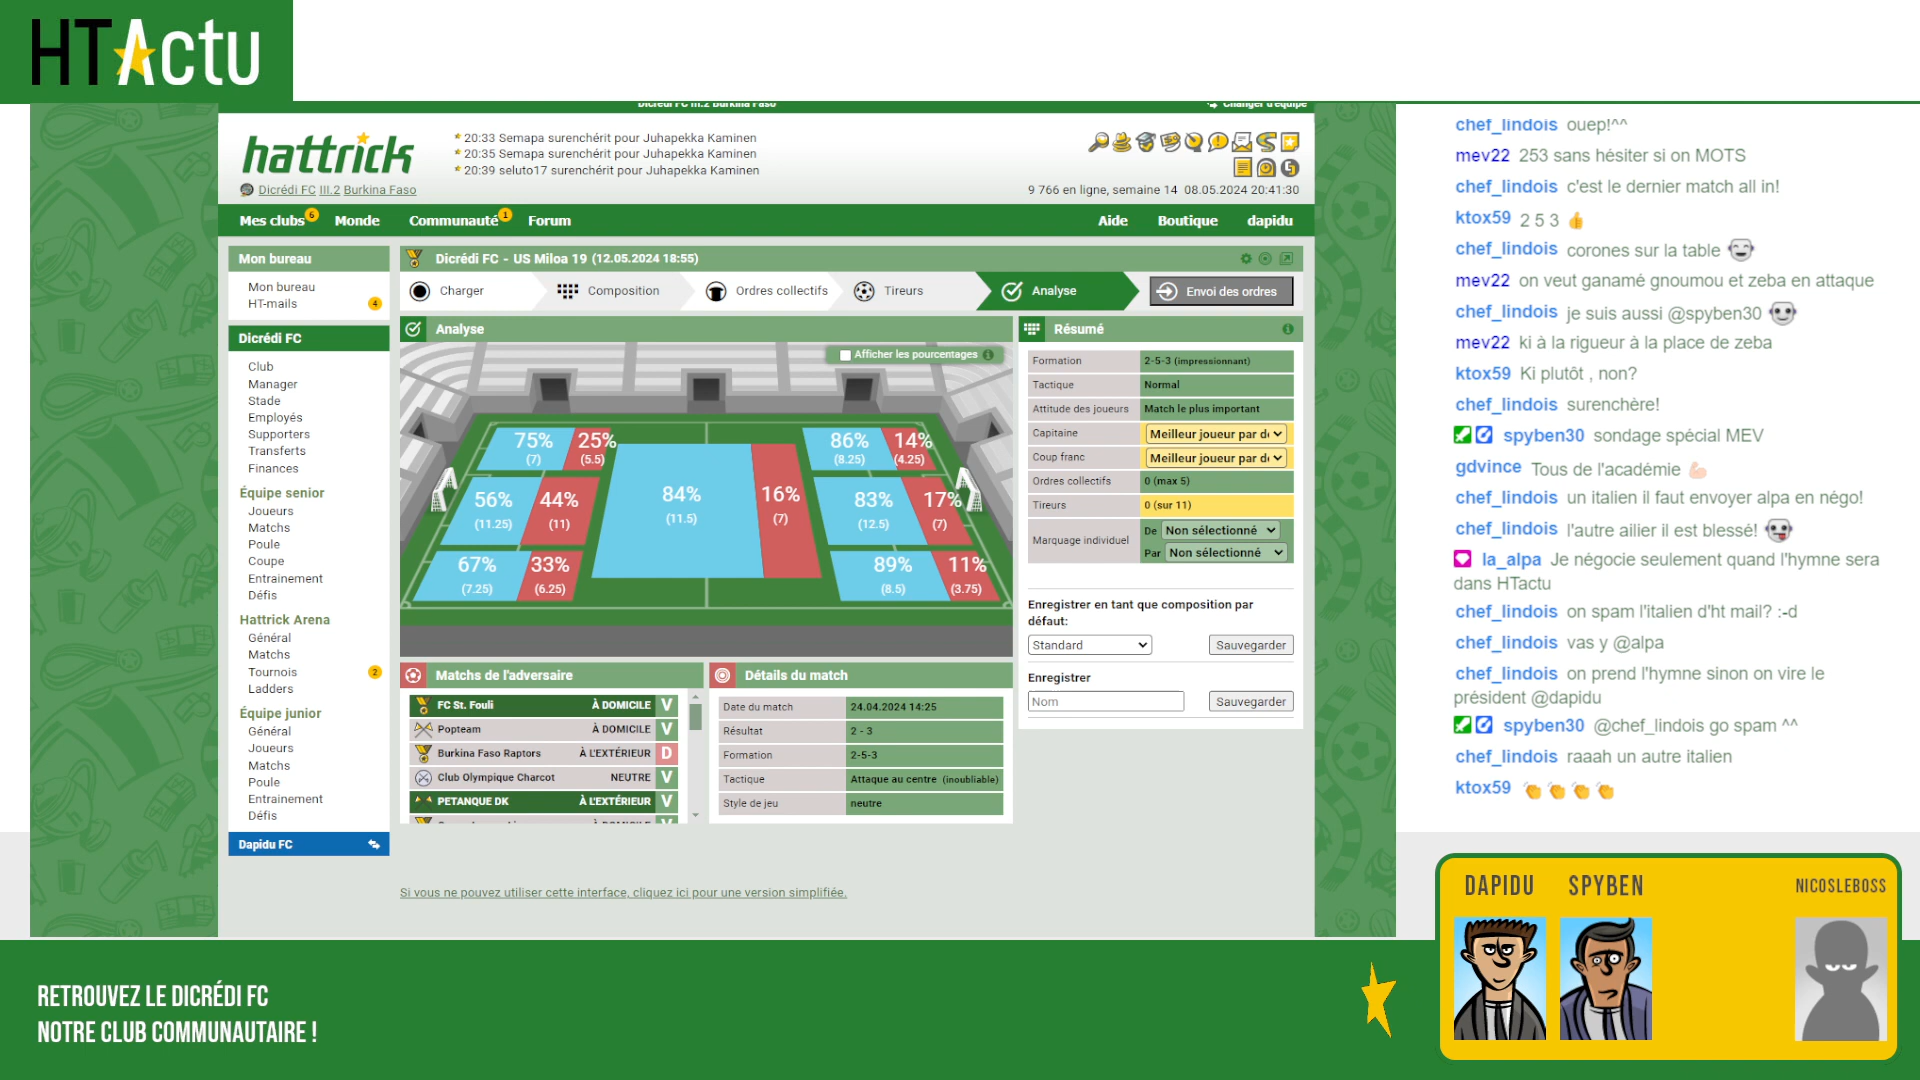 HTActu
Dicrédi FC III.2 Burkina Faso
Changer d'équipe
hattrick
Dicrédi FC III.2 Burkina Faso
20:33 Semapa surenchérit pour Juhapekka Kaminen
20:35 Semapa surenchérit pour Juhapekka Kaminen
20:39 seluto17 surenchérit pour Juhapekka Kaminen
9 766 en ligne, semaine 14 08.05.2024 20:41:30
Mes clubs 6 Monde Communauté 1 Forum Aide Boutique dapidu
Mon bureau
Mon bureau
HT-mails 4
Dicrédi FC
Club
Manager
Stade
Employés
Supporters
Transferts
Finances
Équipe senior
Joueurs
Matchs
Poule
Coupe
Entrainement
Défis
Hattrick Arena
Général
Matchs
Tournois 2
Ladders
Équipe junior
Général
Joueurs
Matchs
Poule
Entrainement
Défis
Dapidu FC
Dicrédi FC - US Miloa 19 (12.05.2024 18:55)
Charger Composition Ordres collectifs Tireurs Analyse Envoi des ordres
Analyse
Afficher les pourcentages
75% 25% 86% 14%
(7) (5.5) (8.25) (4.25)
56% 44% 84% 16% 83% 17%
(11.25) (11) (11.5) (7) (12.5) (7)
67% 33% 89% 11%
(7.25) (6.25) (8.5) (3.75)
Matchs de l'adversaire
FC St. Fouli À DOMICILE V
Popteam À DOMICILE V
Burkina Faso Raptors À L'EXTÉRIEUR D
Club Olympique Charcot NEUTRE V
PETANQUE DK À L'EXTÉRIEUR V
Détails du match
Date du match 24.04.2024 14:25
Résultat 2 - 3
Formation 2-5-3
Tactique Attaque au centre (inoubliable)
Style de jeu neutre
Résumé
Formation 2-5-3 (impressionnant)
Tactique Normal
Attitude des joueurs Match le plus important
Capitaine Meilleur joueur par d
Coup franc Meilleur joueur par d
Ordres collectifs 0 (max 5)
Tireurs 0 (sur 11)
Marquage individuel De Non sélectionné
Par Non sélectionné
Enregistrer en tant que composition par
défaut:
Standard Sauvegarder
Enregistrer
Nom Sauvegarder
Si vous ne pouvez utiliser cette interface, cliquez ici pour une version simplifiée.
chef_lindois ouep!^^
mev22 253 sans hésiter si on MOTS
chef_lindois c'est le dernier match all in!
ktox59 2 5 3 👍
chef_lindois corones sur la table
mev22 on veut ganamé gnoumou et zeba en attaque
chef_lindois je suis aussi @spyben30
mev22 ki à la rigueur à la place de zeba
ktox59 Ki plutôt , non?
chef_lindois surenchère!
spyben30 sondage spécial MEV
gdvince Tous de l'académie 💪🏻
chef_lindois un italien il faut envoyer alpa en négo!
chef_lindois l'autre ailier il est blessé!
la_alpa Je négocie seulement quand l'hymne sera
dans HTactu
chef_lindois on spam l'italien d'ht mail? :-d
chef_lindois vas y @alpa
chef_lindois on prend l'hymne sinon on vire le
président @dapidu
spyben30 @chef_lindois go spam ^^
chef_lindois raaah un autre italien
ktox59 👏 👏 👏 👏
DAPIDU SPYBEN NICOSLEBOSS
RETROUVEZ LE DICRÉDI FC
NOTRE CLUB COMMUNAUTAIRE !